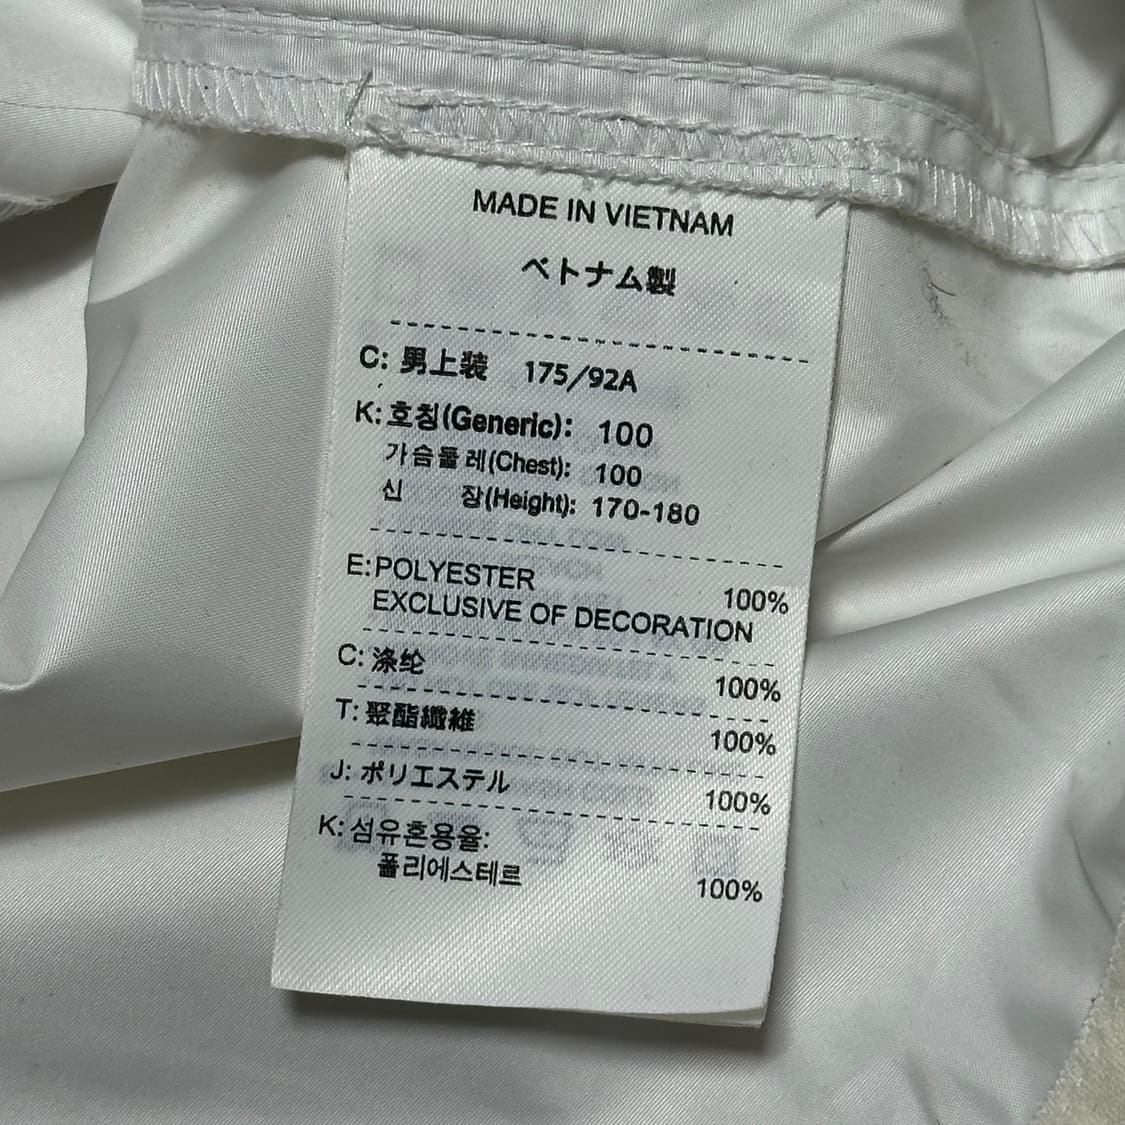 MADE IN VIETNAM
ベトナム製
C: 男上装 175/92A
K: 호칭(Generic): 100
가슴둘레(Chest): 100
신 장(Height): 170-180
E: POLYESTER 100%
EXCLUSIVE OF DECORATION
C: 涤纶 100%
T: 聚酯纖維 100%
J: ポリエステル 100%
K: 섬유혼용율:
폴리에스테르 100%